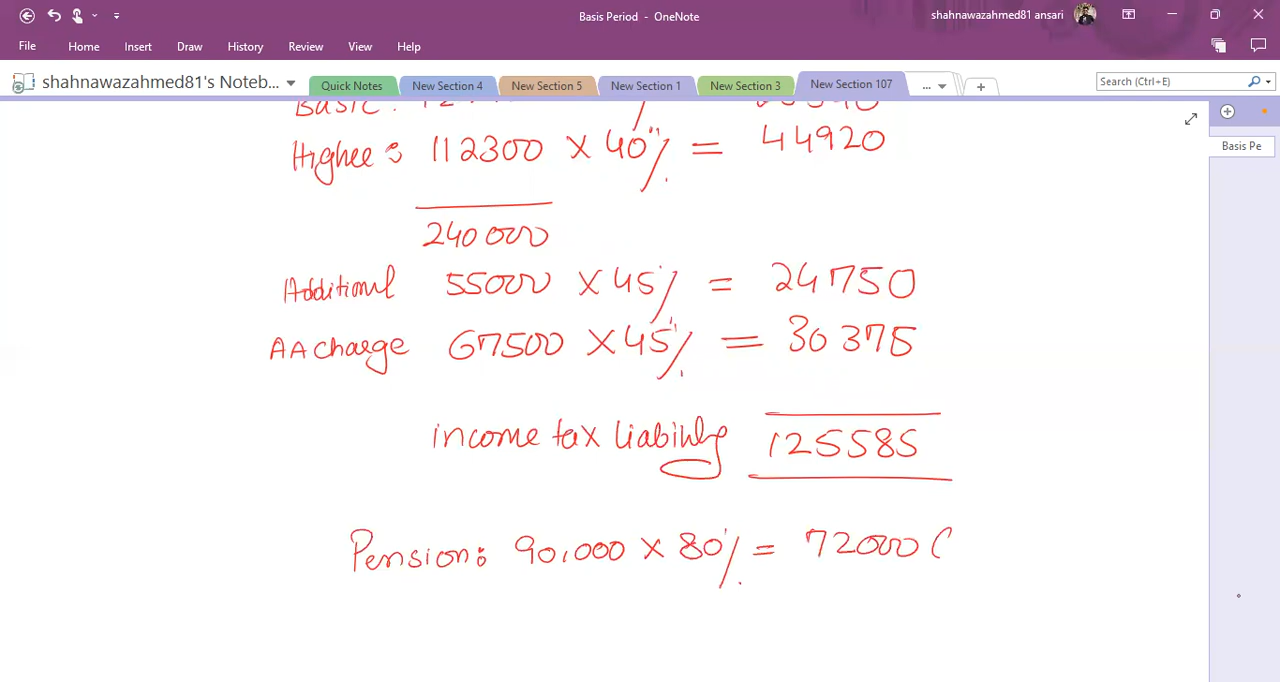 Basis Period - OneNote
shahnawazahmed81 ansari
File Home Insert Draw History Review View Help
shahnawazahmed81's Noteb...
Quick Notes
New Section 4
New Section 5
New Section 1
New Section 3
New Section 107
...
Search (Ctrl+E)
Basis Pe
Basic :
Higher : 112300 X 40% = 44920
240000
Additional 55000 X 45% = 24750
AA charge 67500 X 45% = 30375
income tax liability 125585
Pension: 90,000 X 80% = 72000 (